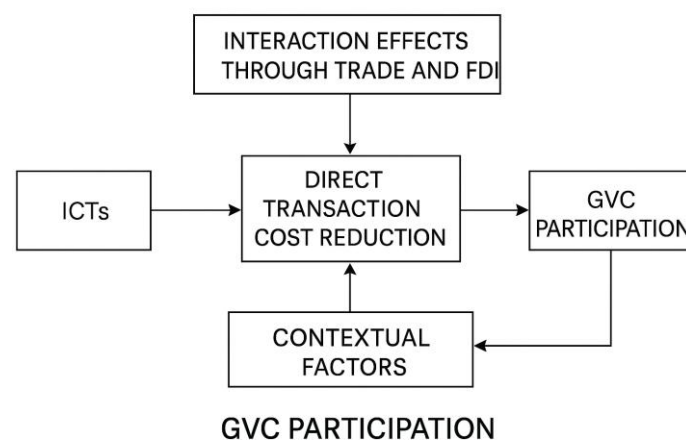 INTERACTION EFFECTS
THROUGH TRADE AND FDI
ICTs
DIRECT
TRANSACTION
COST REDUCTION
GVC
PARTICIPATION
CONTEXTUAL
FACTORS
GVC PARTICIPATION